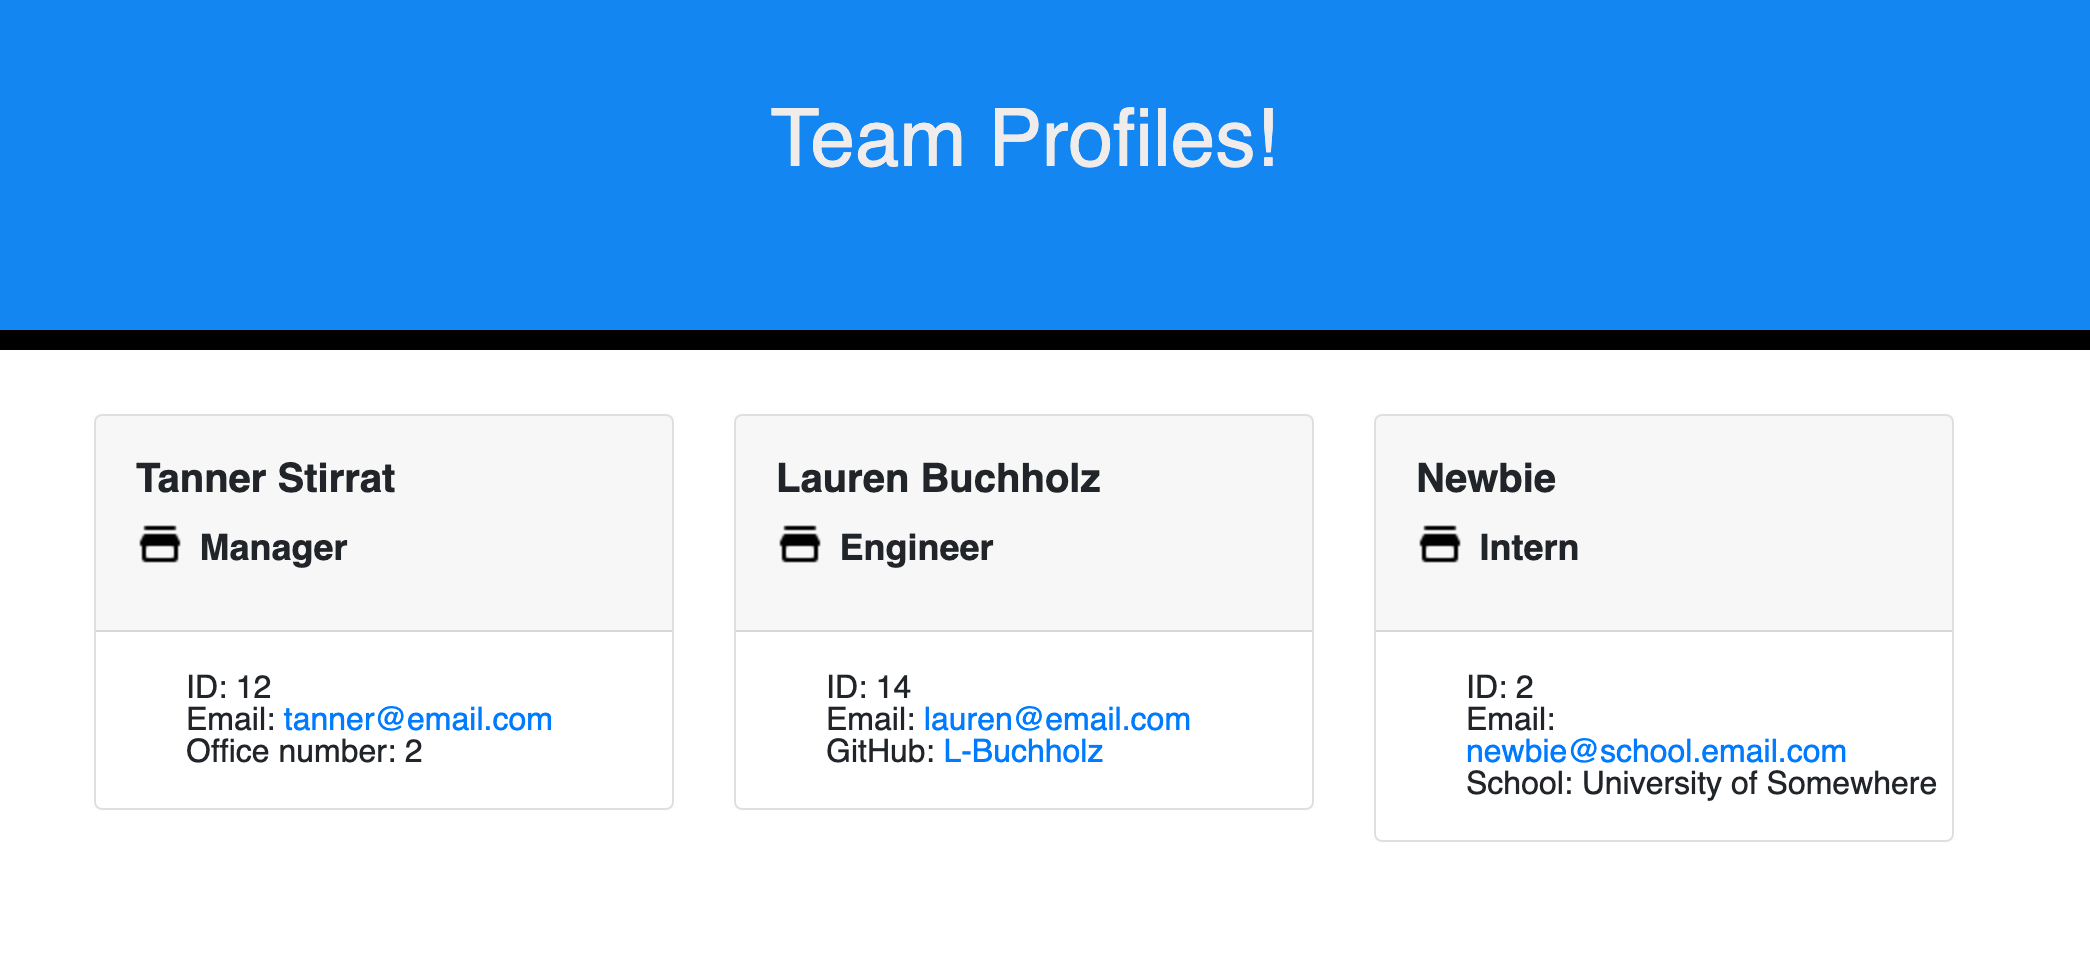 Team Profiles!
Tanner Stirrat
Manager
ID: 12
Email: tanner@email.com
Office number: 2
Lauren Buchholz
Engineer
ID: 14
Email: lauren@email.com
GitHub: L-Buchholz
Newbie
Intern
ID: 2
Email:
newbie@school.email.com
School: University of Somewhere